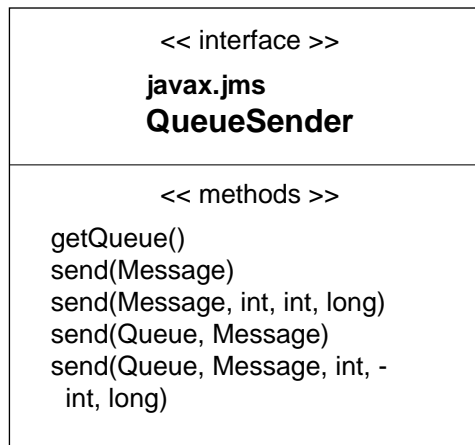 << interface >>
javax.jms
QueueSender
<< methods >>
getQueue()
send(Message)
send(Message, int, int, long)
send(Queue, Message)
send(Queue, Message, int, -
int, long)